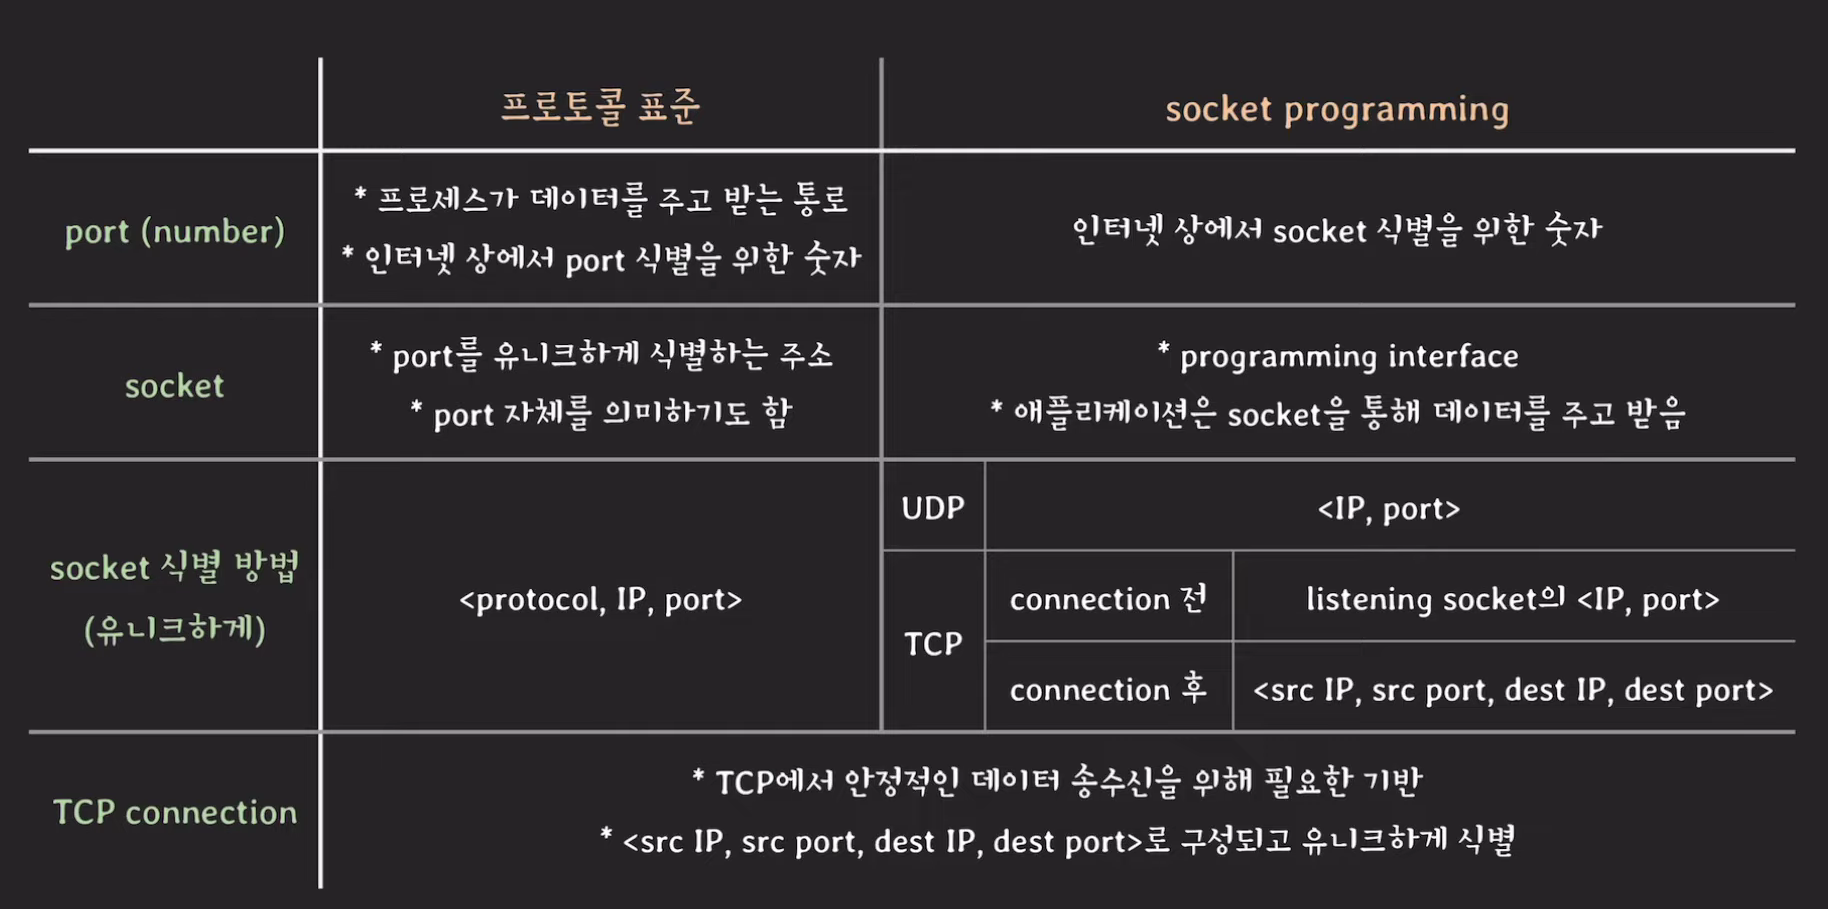 프로토콜 표준
socket programming
port (number)
* 프로세스가 데이터를 주고 받는 통로
* 인터넷 상에서 port 식별을 위한 숫자
인터넷 상에서 socket 식별을 위한 숫자
socket
* port를 유니크하게 식별하는 주소
* port 자체를 의미하기도 함
* programming interface
* 애플리케이션은 socket을 통해 데이터를 주고 받음
socket 식별 방법
(유니크하게)
<protocol, IP, port>
UDP
<IP, port>
TCP
connection 전
listening socket의 <IP, port>
connection 후
<src IP, src port, dest IP, dest port>
TCP connection
* TCP에서 안정적인 데이터 송수신을 위해 필요한 기반
* <src IP, src port, dest IP, dest port>로 구성되고 유니크하게 식별